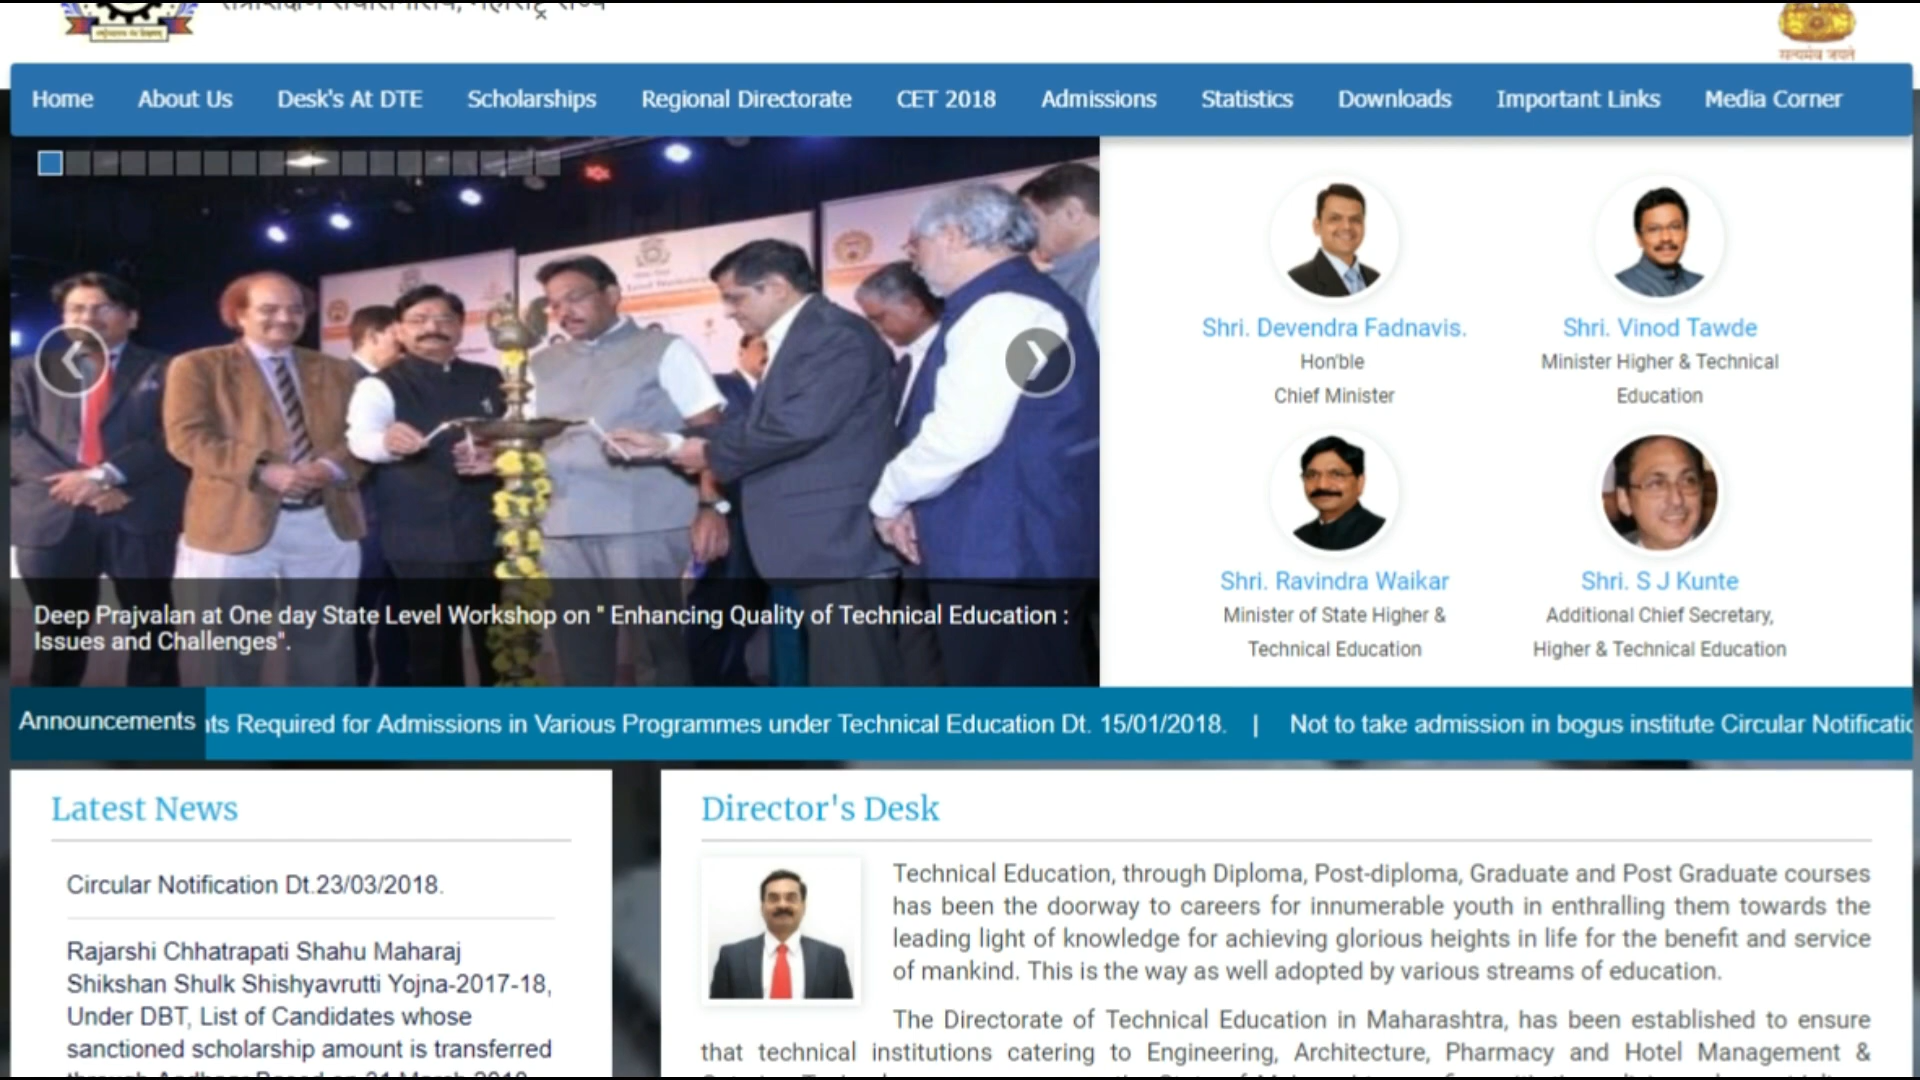 सत्यमेव जयते
Home About Us Desk's At DTE Scholarships Regional Directorate CET 2018 Admissions Statistics Downloads Important Links Media Corner
Deep Prajvalan at One day State Level Workshop on " Enhancing Quality of Technical Education :
Issues and Challenges".
Shri. Devendra Fadnavis.
Hon'ble
Chief Minister
Shri. Vinod Tawde
Minister Higher & Technical
Education
Shri. Ravindra Waikar
Minister of State Higher &
Technical Education
Shri. S J Kunte
Additional Chief Secretary,
Higher & Technical Education
Announcements
Required for Admissions in Various Programmes under Technical Education Dt. 15/01/2018. | Not to take admission in bogus institute Circular
Latest News
Circular Notification Dt.23/03/2018.
Rajarshi Chhatrapati Shahu Maharaj
Shikshan Shulk Shishyavrutti Yojna-2017-18,
Under DBT, List of Candidates whose
sanctioned scholarship amount is transferred
Director's Desk
Technical Education, through Diploma, Post-diploma, Graduate and Post Graduate courses
has been the doorway to careers for innumerable youth in enthralling them towards the
leading light of knowledge for achieving glorious heights in life for the benefit and service
of mankind. This is the way as well adopted by various streams of education.
The Directorate of Technical Education in Maharashtra, has been established to ensure
that technical institutions catering to Engineering, Architecture, Pharmacy and Hotel Management &